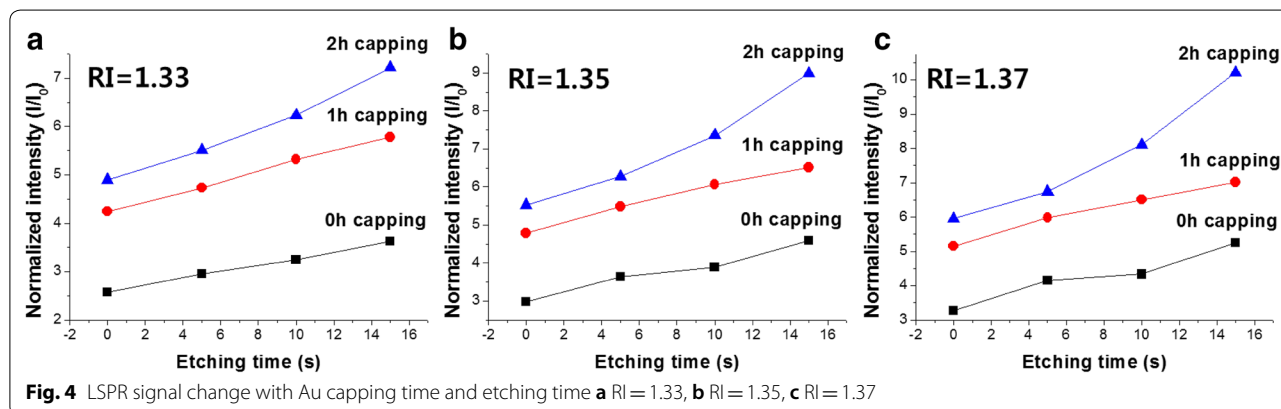 a
RI=1.33
2h capping
1h capping
0h capping
Normalized intensity (I/I₀)
7
6
5
4
3
2
-2 0 2 4 6 8 10 12 14 16
Etching time (s)
b
RI=1.35
2h capping
1h capping
0h capping
Normalized intensity (I/I₀)
9
8
7
6
5
4
3
-2 0 2 4 6 8 10 12 14 16
Etching time (s)
c
RI=1.37
2h capping
1h capping
0h capping
Normalized intensity (I/I₀)
10
9
8
7
6
5
4
3
-2 0 2 4 6 8 10 12 14 16
Etching time (s)
Fig. 4 LSPR signal change with Au capping time and etching time a RI = 1.33, b RI = 1.35, c RI = 1.37